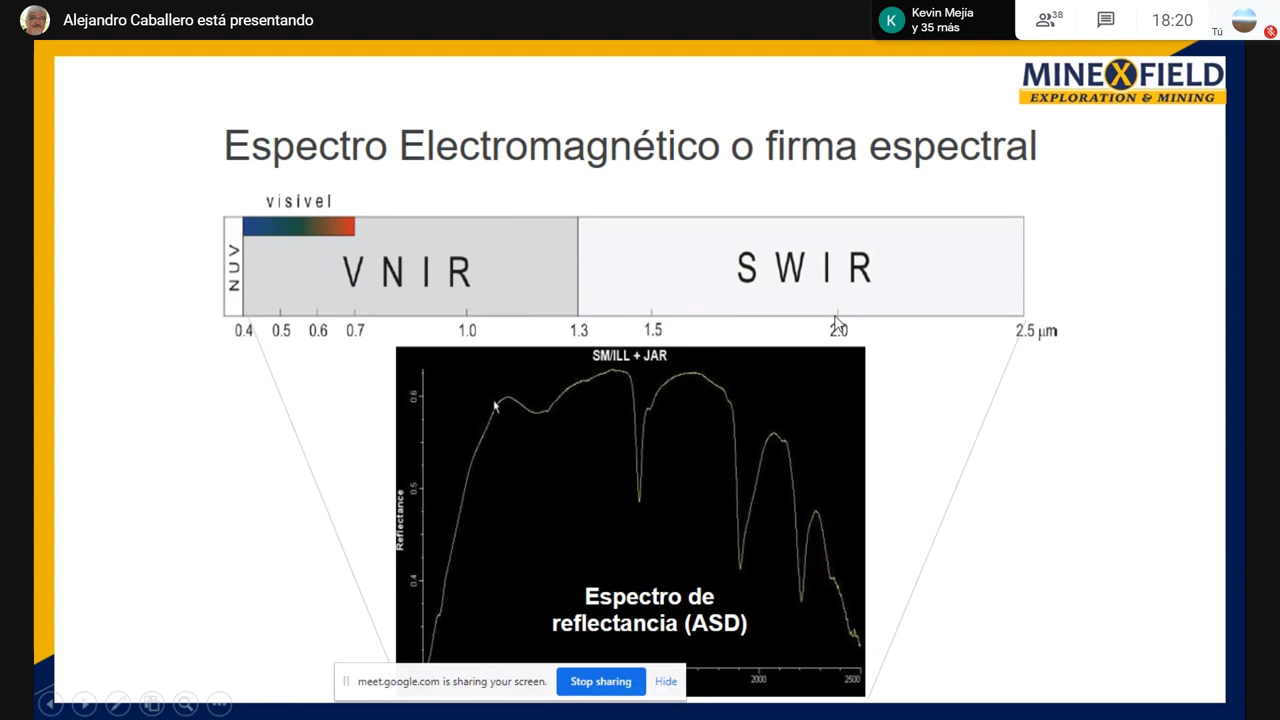 Alejandro Caballero está presentando
K
Kevin Mejía
y 35 más
38
18:20
Tú
MINEXFIELD
EXPLORATION & MINING
Espectro Electromagnético o firma espectral
visível
NUV
VNIR
SWIR
0.4 0.5 0.6 0.7 1.0 1.3 1.5 2.0 2.5 μm
SM/ILL + JAR
0.6
0.5
0.4
Reflectance
Espectro de
reflectancia (ASD)
2000 2500
meet.google.com is sharing your screen. Stop sharing Hide